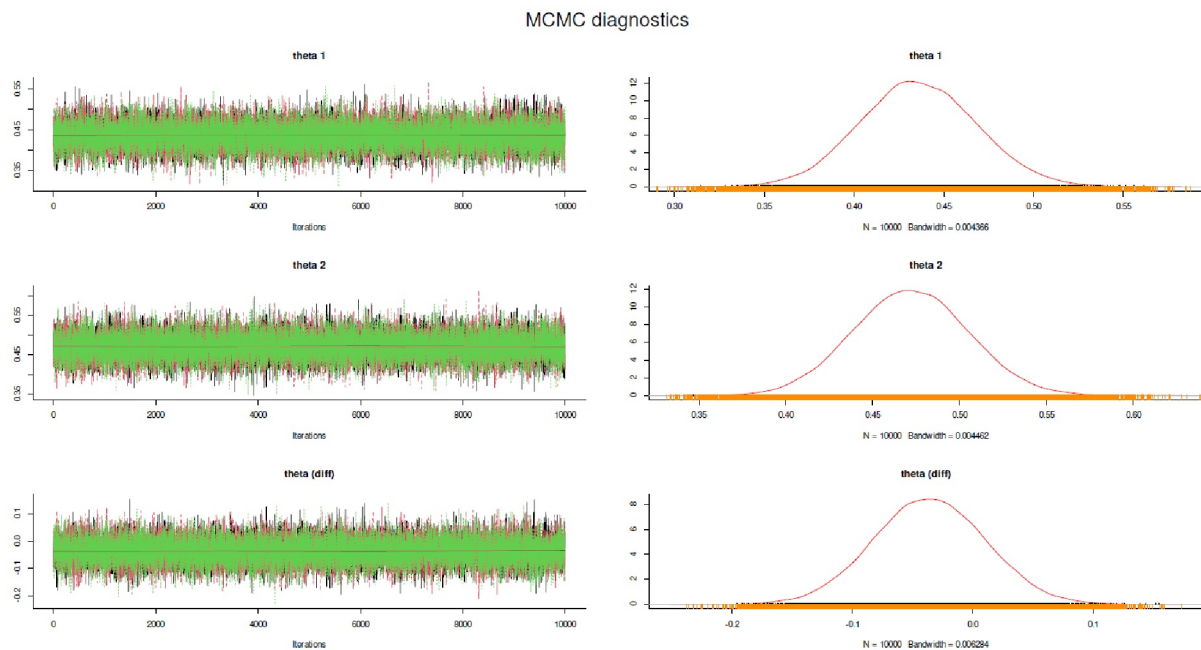 MCMC diagnostics
theta 1
0.35 0.45 0.55
0 2000 4000 6000 8000 10000
Iterations
theta 1
0 2 4 6 8 10 12
0.30 0.35 0.40 0.45 0.50 0.55
N = 10000 Bandwidth = 0.004366
theta 2
0.35 0.45 0.55
0 2000 4000 6000 8000 10000
Iterations
theta 2
0 2 4 6 8 10 12
0.35 0.40 0.45 0.50 0.55 0.60
N = 10000 Bandwidth = 0.004462
theta (diff)
-0.2 -0.1 0.0 0.1
0 2000 4000 6000 8000 10000
Iterations
theta (diff)
0 2 4 6 8
-0.2 -0.1 0.0 0.1
N = 10000 Bandwidth = 0.006284